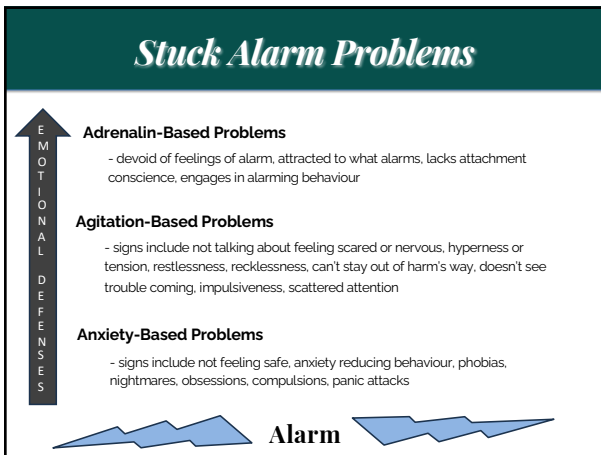 Stuck Alarm Problems
EMOTIONAL DEFENSES
Adrenalin-Based Problems
- devoid of feelings of alarm, attracted to what alarms, lacks attachment
conscience, engages in alarming behaviour
Agitation-Based Problems
- signs include not talking about feeling scared or nervous, hyperness or
tension, restlessness, recklessness, can't stay out of harm's way, doesn't see
trouble coming, impulsiveness, scattered attention
Anxiety-Based Problems
- signs include not feeling safe, anxiety reducing behaviour, phobias,
nightmares, obsessions, compulsions, panic attacks
Alarm